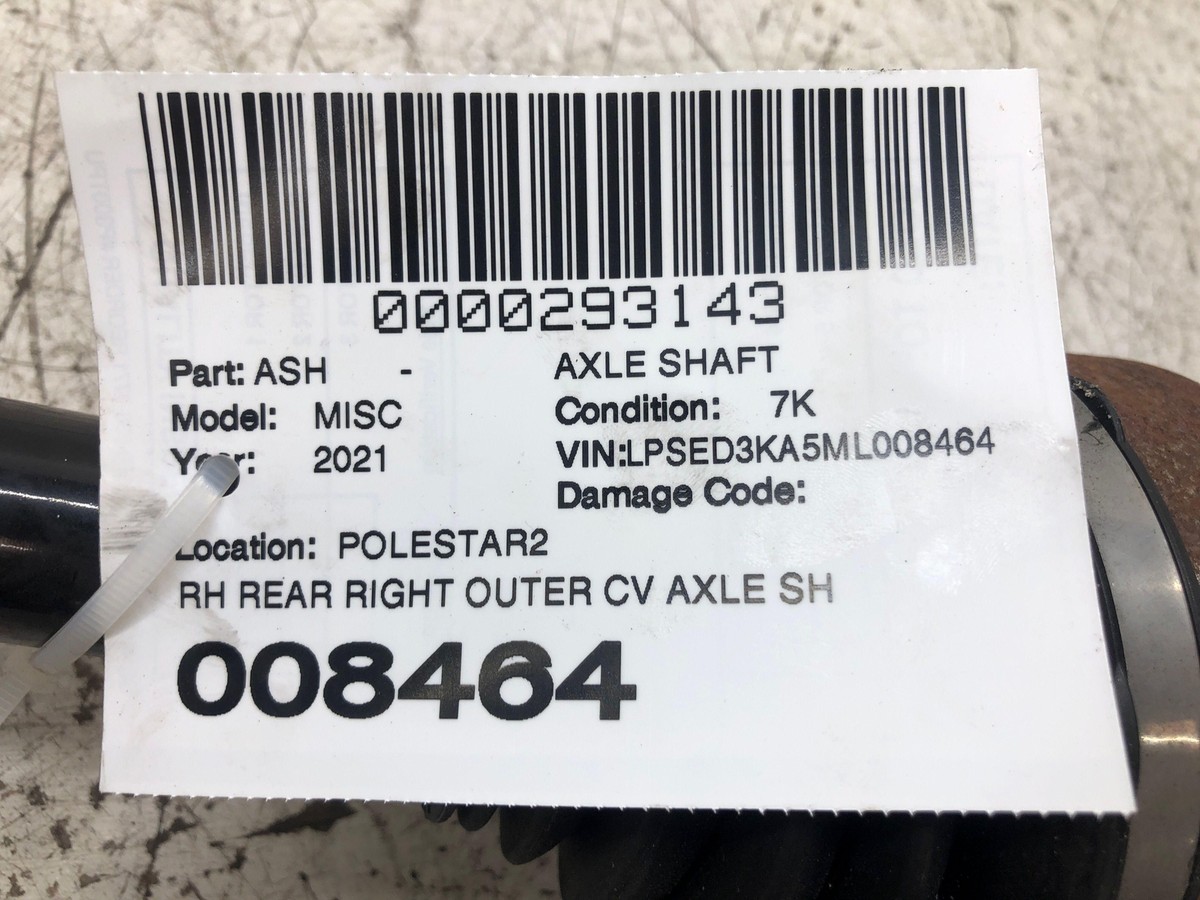 0000293143
Part: ASH - AXLE SHAFT
Model: MISC Condition: 7K
Year: 2021 VIN:LPSED3KA5ML008464
Damage Code:
Location: POLESTAR2
RH REAR RIGHT OUTER CV AXLE SH
008464